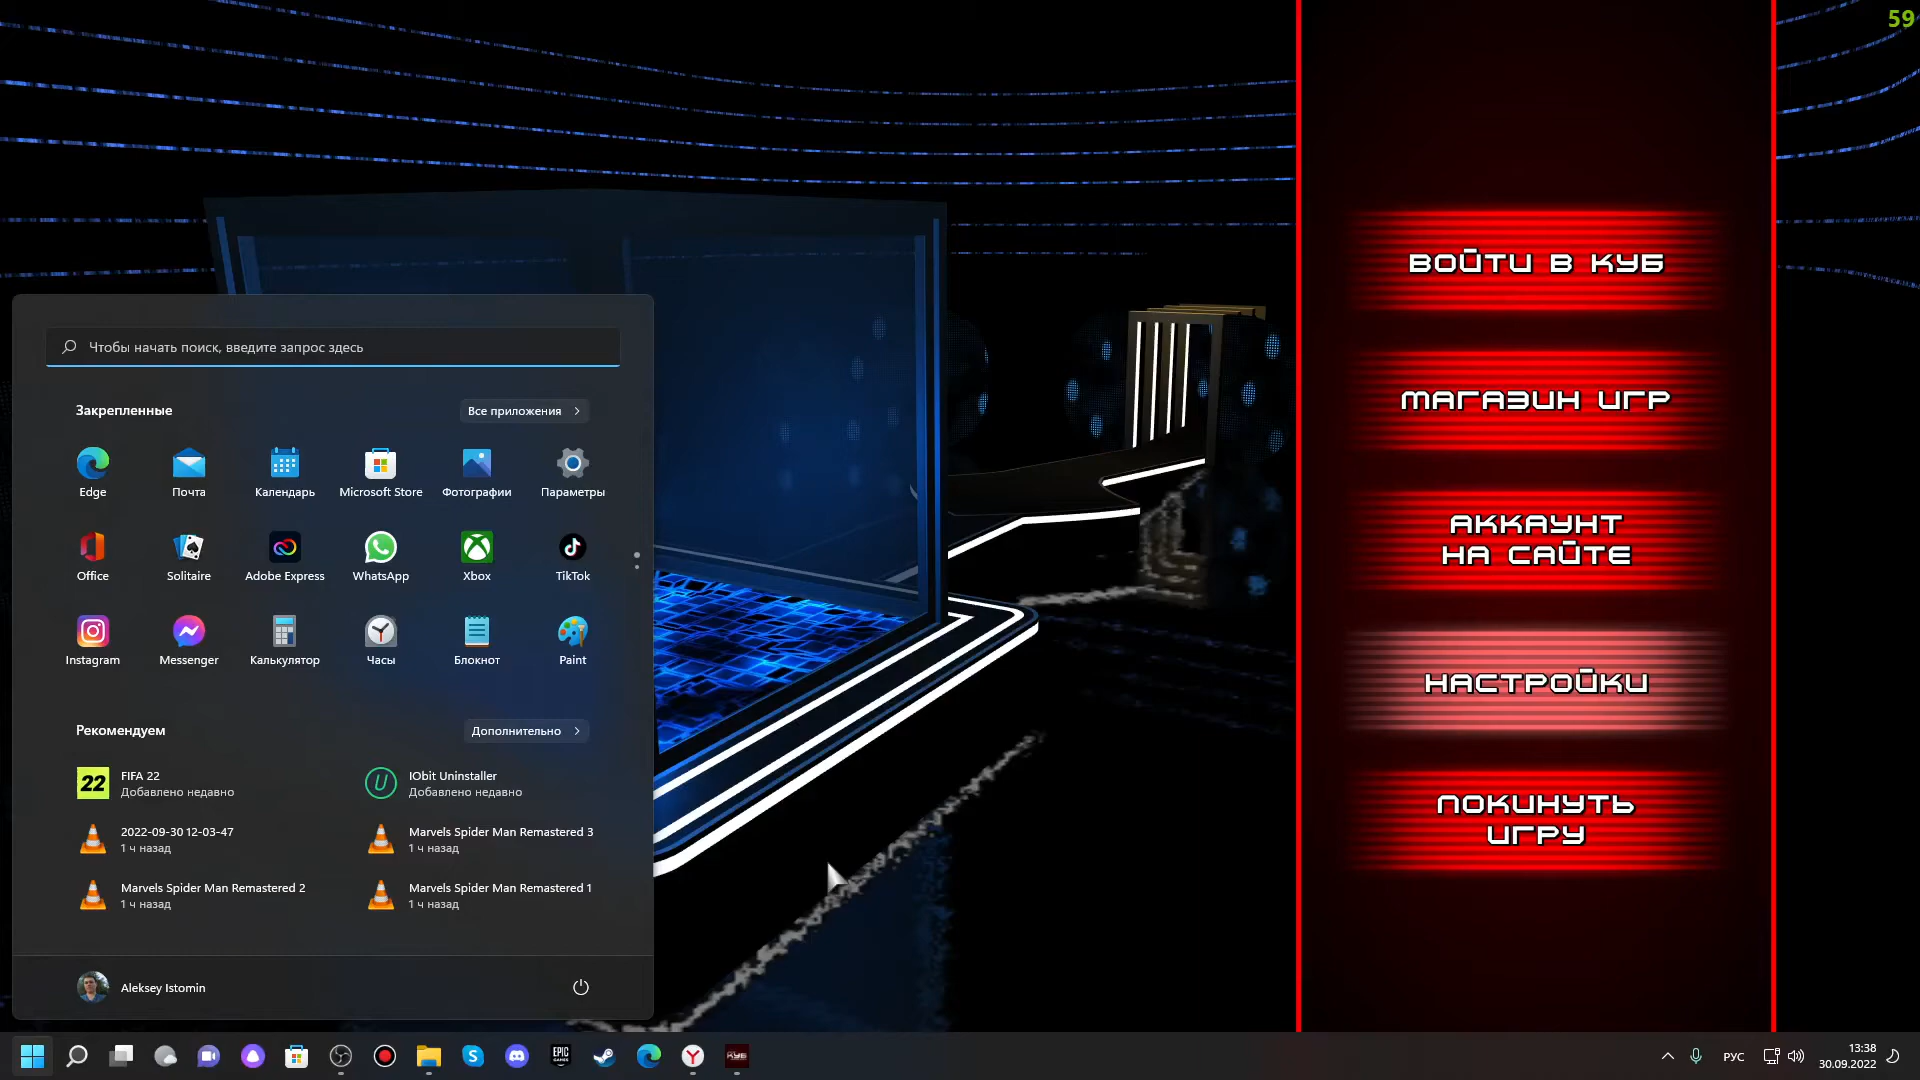 59
ВОЙТИ В КУБ
МАГАЗИН ИГР
АККАУНТ
НА САЙТЕ
НАСТРОЙКИ
ПОКИНУТЬ
ИГРУ
Чтобы начать поиск, введите запрос здесь
Закрепленные
Все приложения
Edge
Почта
Календарь
Microsoft Store
Фотографии
Параметры
Office
Solitaire
Adobe Express
WhatsApp
Xbox
TikTok
Instagram
Messenger
Калькулятор
Часы
Блокнот
Paint
Рекомендуем
Дополнительно
22
FIFA 22
Добавлено недавно
IObit Uninstaller
Добавлено недавно
2022-09-30 12-03-47
1 ч назад
Marvels Spider Man Remastered 3
1 ч назад
Marvels Spider Man Remastered 2
1 ч назад
Marvels Spider Man Remastered 1
1 ч назад
Aleksey Istomin
EPIC
GAMES
КУБ
РУС
13:38
30.09.2022